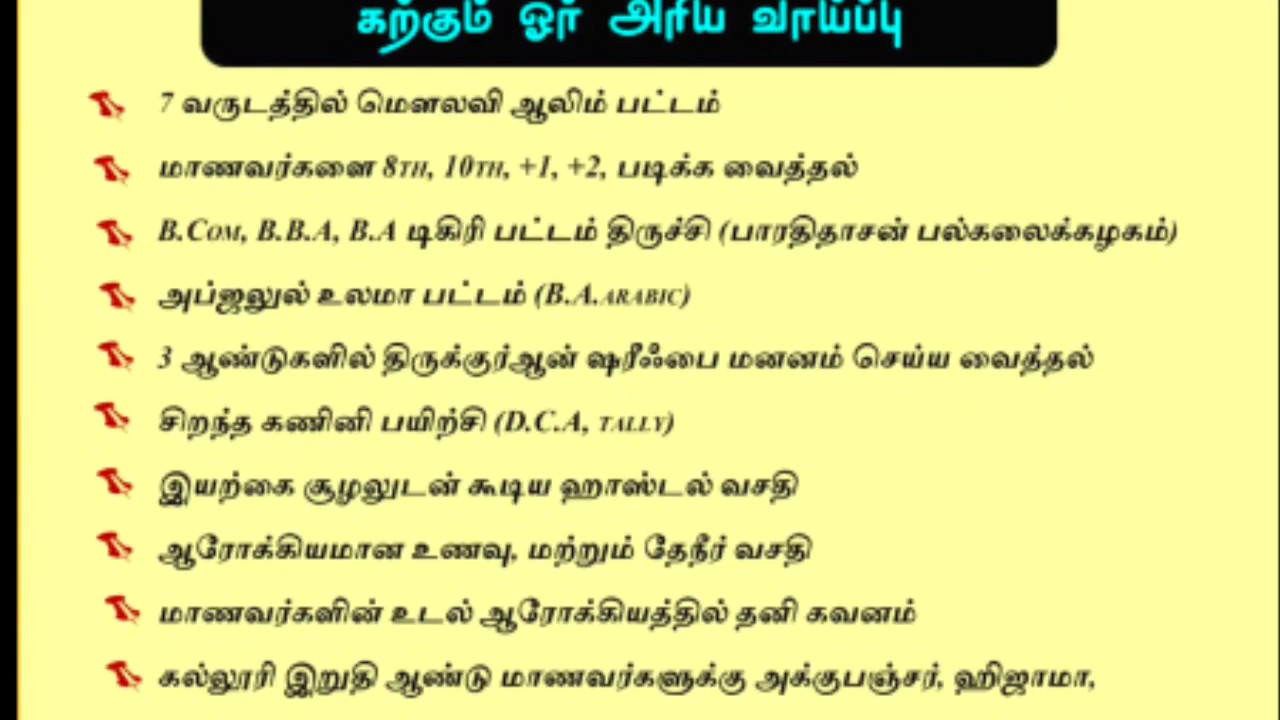 கற்கும் ஓர் அரிய வாய்ப்பு
7 வருடத்தில் மௌலவி ஆலிம் பட்டம்
மாணவர்களை 8TH, 10TH, +1, +2, படிக்க வைத்தல்
B.COM, B.B.A, B.A டிகிரி பட்டம் திருச்சி (பாரதிதாசன் பல்கலைக்கழகம்)
அப்ஜலுல் உலமா பட்டம் (B.A.ARABIC)
3 ஆண்டுகளில் திருக்குர்ஆன் ஷரீஃபை மனனம் செய்ய வைத்தல்
சிறந்த கணினி பயிற்சி (D.C.A, TALLY)
இயற்கை சூழலுடன் கூடிய ஹாஸ்டல் வசதி
ஆரோக்கியமான உணவு, மற்றும் தேநீர் வசதி
மாணவர்களின் உடல் ஆரோக்கியத்தில் தனி கவனம்
கல்லூரி இறுதி ஆண்டு மாணவர்களுக்கு அக்குபஞ்சர், ஹிஜாமா,